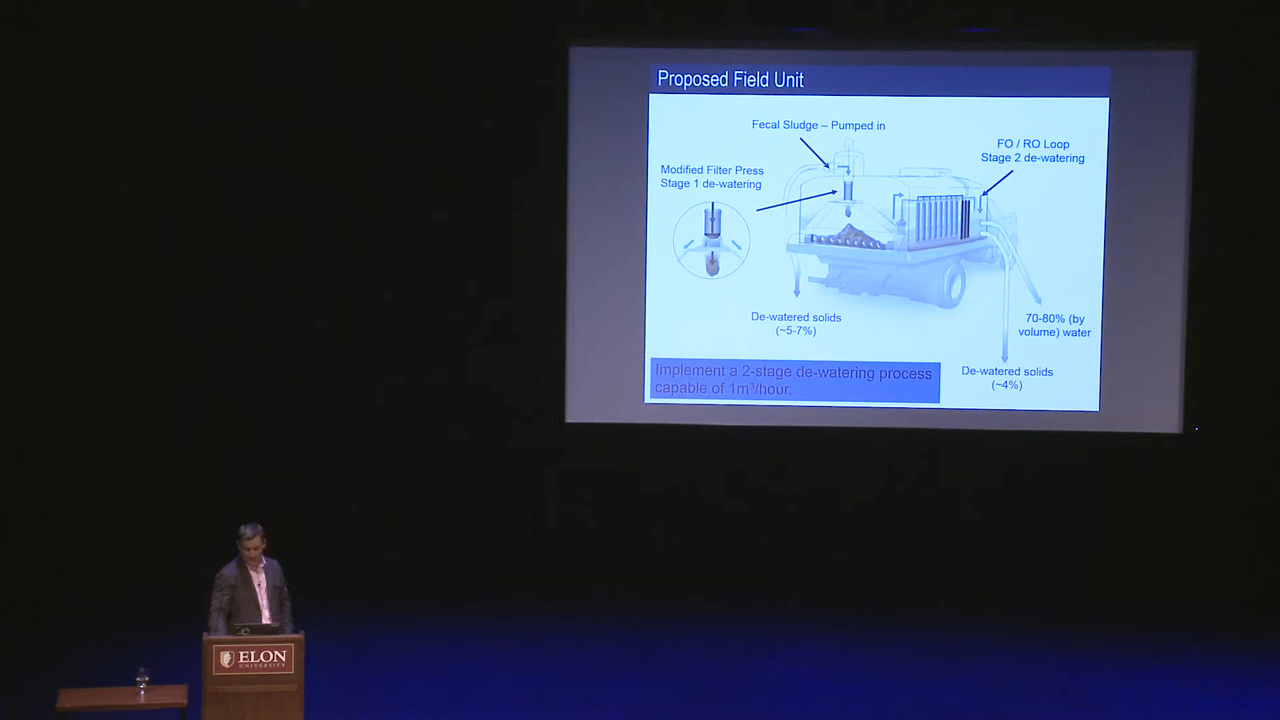 Proposed Field Unit
Fecal Sludge – Pumped in
FO / RO Loop
Stage 2 de-watering
Modified Filter Press
Stage 1 de-watering
De-watered solids
(~5-7%)
70-80% (by
volume) water
De-watered solids
(~4%)
Implement a 2-stage de-watering process
capable of 1m³/hour.
ELON
UNIVERSITY